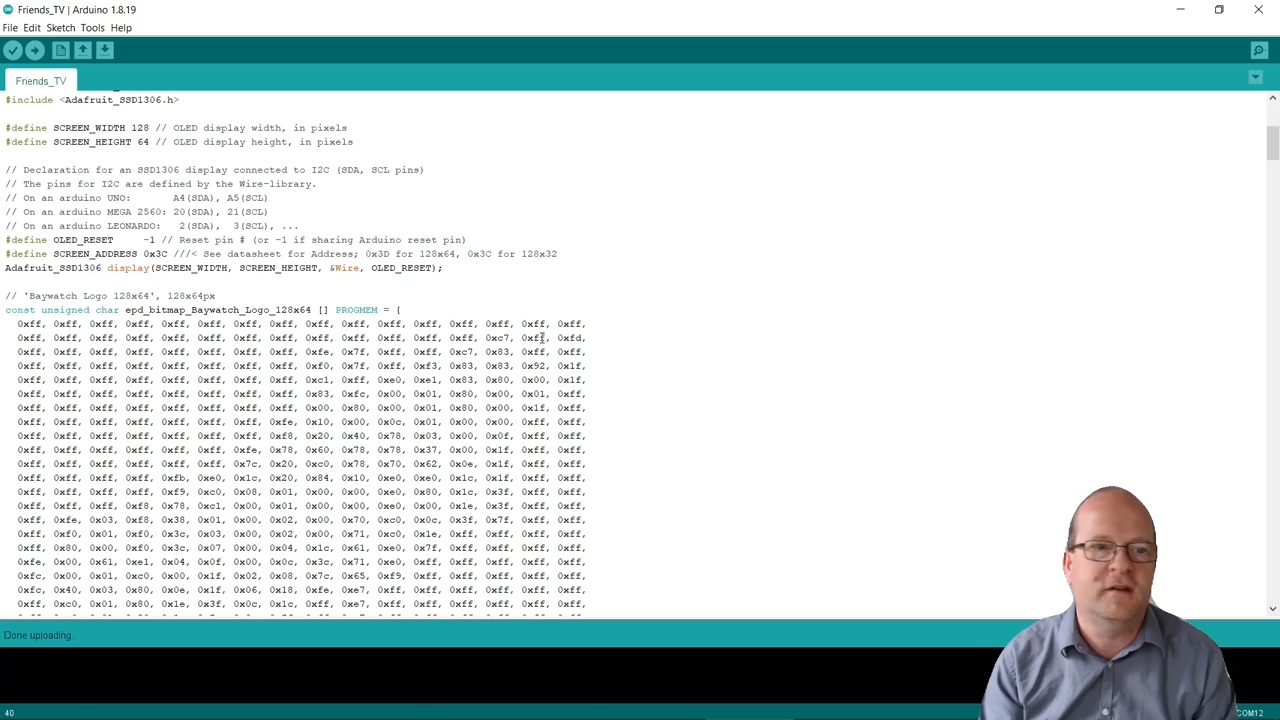 Friends_TV | Arduino 1.8.19
File Edit Sketch Tools Help
Friends_TV
#include <Adafruit_SSD1306.h>
#define SCREEN_WIDTH 128 // OLED display width, in pixels
#define SCREEN_HEIGHT 64 // OLED display height, in pixels
// Declaration for an SSD1306 display connected to I2C (SDA, SCL pins)
// The pins for I2C are defined by the Wire-library.
// On an arduino UNO: A4(SDA), A5(SCL)
// On an arduino MEGA 2560: 20(SDA), 21(SCL)
// On an arduino LEONARDO: 2(SDA), 3(SCL), ...
#define OLED_RESET -1 // Reset pin # (or -1 if sharing Arduino reset pin)
#define SCREEN_ADDRESS 0x3C ///< See datasheet for Address; 0x3D for 128x64, 0x3C for 128x32
Adafruit_SSD1306 display(SCREEN_WIDTH, SCREEN_HEIGHT, &Wire, OLED_RESET);
// 'Baywatch Logo 128x64', 128x64px
const unsigned char epd_bitmap_Baywatch_Logo_128x64 [] PROGMEM = {
0xff, 0xff, 0xff, 0xff, 0xff, 0xff, 0xff, 0xff, 0xff, 0xff, 0xff, 0xff, 0xff, 0xff, 0xff, 0xff,
0xff, 0xff, 0xff, 0xff, 0xff, 0xff, 0xff, 0xff, 0xff, 0xff, 0xff, 0xff, 0xff, 0xc7, 0xff, 0xfd,
0xff, 0xff, 0xff, 0xff, 0xff, 0xff, 0xff, 0xff, 0xfe, 0x7f, 0xff, 0xff, 0xc7, 0x83, 0xff, 0xff,
0xff, 0xff, 0xff, 0xff, 0xff, 0xff, 0xff, 0xff, 0xf0, 0x7f, 0xff, 0xf3, 0x83, 0x83, 0x92, 0x1f,
0xff, 0xff, 0xff, 0xff, 0xff, 0xff, 0xff, 0xff, 0xc1, 0xff, 0xe0, 0xe1, 0x83, 0x80, 0x00, 0x1f,
0xff, 0xff, 0xff, 0xff, 0xff, 0xff, 0xff, 0xff, 0x83, 0xfc, 0x00, 0x01, 0x80, 0x00, 0x01, 0xff,
0xff, 0xff, 0xff, 0xff, 0xff, 0xff, 0xff, 0xff, 0x00, 0x80, 0x00, 0x01, 0x80, 0x00, 0x1f, 0xff,
0xff, 0xff, 0xff, 0xff, 0xff, 0xff, 0xff, 0xfe, 0x10, 0x00, 0x0c, 0x01, 0x00, 0x00, 0xff, 0xff,
0xff, 0xff, 0xff, 0xff, 0xff, 0xff, 0xff, 0xf8, 0x20, 0x40, 0x78, 0x03, 0x00, 0x0f, 0xff, 0xff,
0xff, 0xff, 0xff, 0xff, 0xff, 0xff, 0xfe, 0x78, 0x60, 0x78, 0x78, 0x37, 0x00, 0x1f, 0xff, 0xff,
0xff, 0xff, 0xff, 0xff, 0xff, 0xff, 0x7c, 0x20, 0xc0, 0x78, 0x70, 0x62, 0x0e, 0x1f, 0xff, 0xff,
0xff, 0xff, 0xff, 0xff, 0xfb, 0xe0, 0x1c, 0x20, 0x84, 0x10, 0xe0, 0xe0, 0x1c, 0x1f, 0xff, 0xff,
0xff, 0xff, 0xff, 0xff, 0xf9, 0xc0, 0x08, 0x01, 0x00, 0x00, 0xe0, 0x80, 0x1c, 0x3f, 0xff, 0xff,
0xff, 0xff, 0xff, 0xf8, 0x78, 0xc1, 0x00, 0x01, 0x00, 0x00, 0xe0, 0x00, 0x1e, 0x3f, 0xff, 0xff,
0xff, 0xfe, 0x03, 0xf8, 0x38, 0x01, 0x00, 0x02, 0x00, 0x70, 0xc0, 0x0c, 0x3f, 0x7f, 0xff, 0xff,
0xff, 0xf0, 0x01, 0xf0, 0x3c, 0x03, 0x00, 0x02, 0x00, 0x71, 0xc0, 0x1e, 0xff, 0xff, 0xff, 0xff,
0xff, 0x80, 0x00, 0xf0, 0x3c, 0x07, 0x00, 0x04, 0x1c, 0x61, 0xe0, 0x7f, 0xff, 0xff, 0xff, 0xff,
0xfe, 0x00, 0x61, 0xe1, 0x04, 0x0f, 0x00, 0x0c, 0x3c, 0x71, 0xe0, 0xff, 0xff, 0xff, 0xff, 0xff,
0xfc, 0x00, 0x01, 0xc0, 0x00, 0x1f, 0x02, 0x08, 0x7c, 0x65, 0xf9, 0xff, 0xff, 0xff, 0xff, 0xff,
0xfc, 0x40, 0x03, 0x80, 0x0e, 0x1f, 0x06, 0x18, 0xfe, 0xe7, 0xff, 0xff, 0xff, 0xff, 0xff, 0xff,
0xff, 0xc0, 0x01, 0x80, 0x1e, 0x3f, 0x0c, 0x1c, 0xff, 0xe7, 0xff, 0xff, 0xff, 0xff, 0xff, 0xff,
Done uploading.
40
COM12